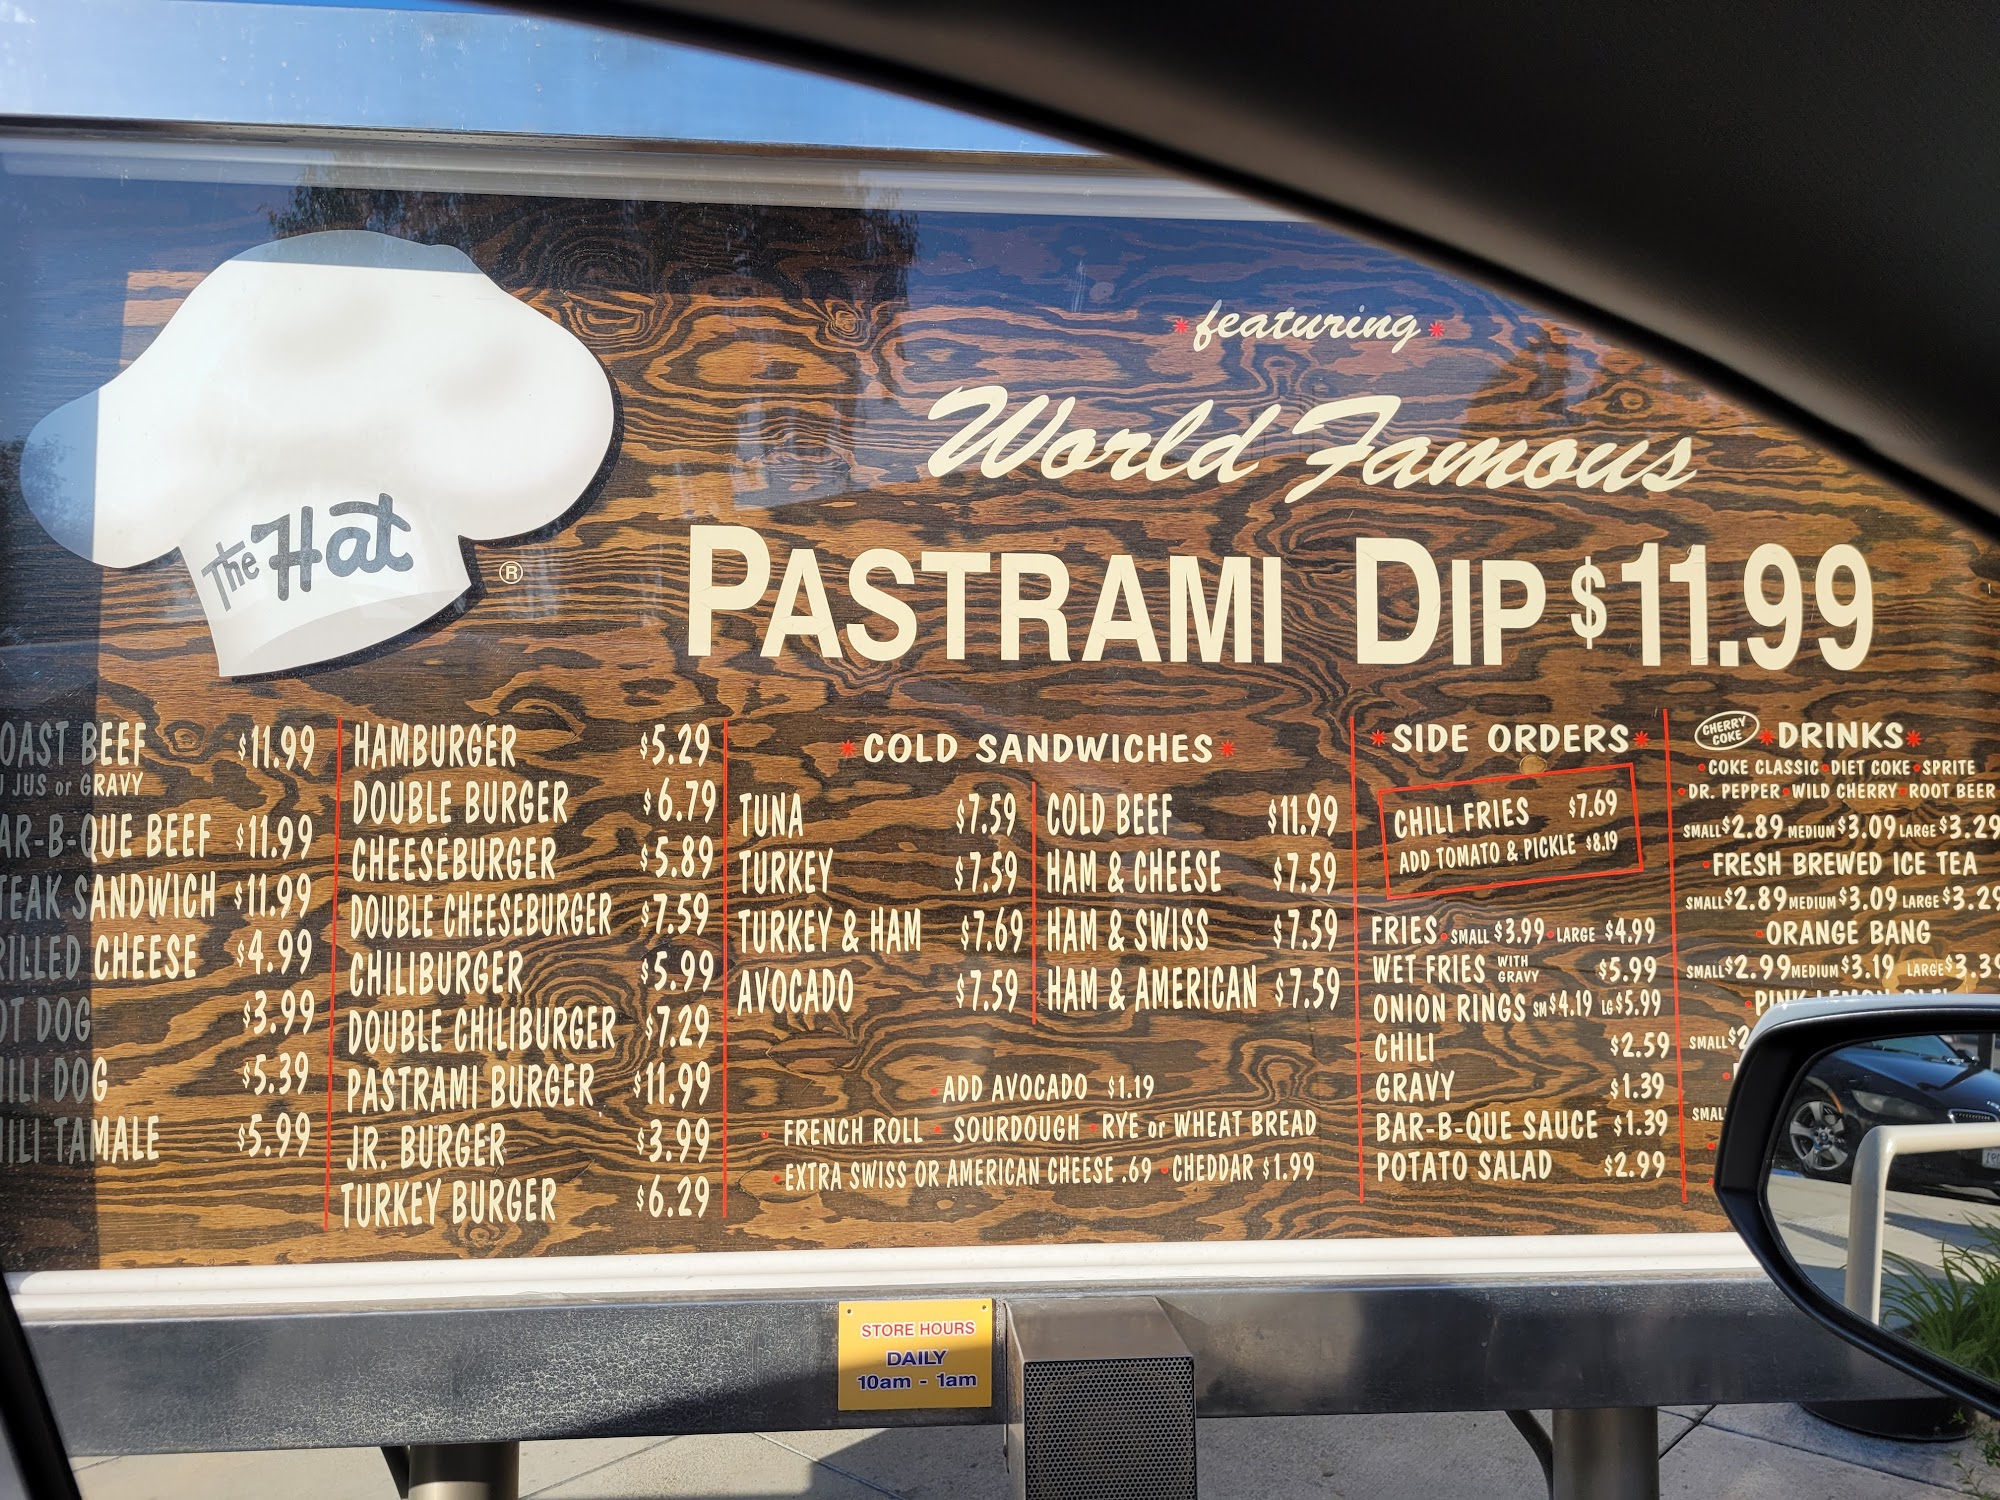 The Hat ®
featuring
World Famous
PASTRAMI DIP $11.99
BEEF $11.99
JUS or GRAVY
QUE BEEF $11.99
SANDWICH $11.99
CHEESE $4.99
DOG $3.99
DOG $5.39
TAMALE $5.99
HAMBURGER $5.29
DOUBLE BURGER $6.79
CHEESEBURGER $5.89
DOUBLE CHEESEBURGER $7.59
CHILIBURGER $5.99
DOUBLE CHILIBURGER $7.29
PASTRAMI BURGER $11.99
JR. BURGER $3.99
TURKEY BURGER $6.29
COLD SANDWICHES
TUNA $7.59
TURKEY $7.59
TURKEY & HAM $7.69
AVOCADO $7.59
COLD BEEF $11.99
HAM & CHEESE $7.59
HAM & SWISS $7.59
HAM & AMERICAN $7.59
ADD AVOCADO $1.19
FRENCH ROLL SOURDOUGH RYE or WHEAT BREAD
EXTRA SWISS OR AMERICAN CHEESE .69 CHEDDAR $1.99
SIDE ORDERS
CHILI FRIES $7.69
ADD TOMATO & PICKLE $8.19
FRIES SMALL $3.99 LARGE $4.99
WET FRIES WITH GRAVY $5.99
ONION RINGS SM $4.19 LG $5.99
CHILI $2.59
GRAVY $1.39
BAR-B-QUE SAUCE $1.39
POTATO SALAD $2.99
CHERRY COKE
DRINKS
COKE CLASSIC DIET COKE SPRITE
DR. PEPPER WILD CHERRY ROOT BEER
SMALL $2.89 MEDIUM $3.09 LARGE $3.29
FRESH BREWED ICE TEA
SMALL $2.89 MEDIUM $3.09 LARGE $3.29
ORANGE BANG
SMALL $2.99 MEDIUM $3.19 LARGE $3.39
PINK
SMALL
STORE HOURS
DAILY
10am - 1am